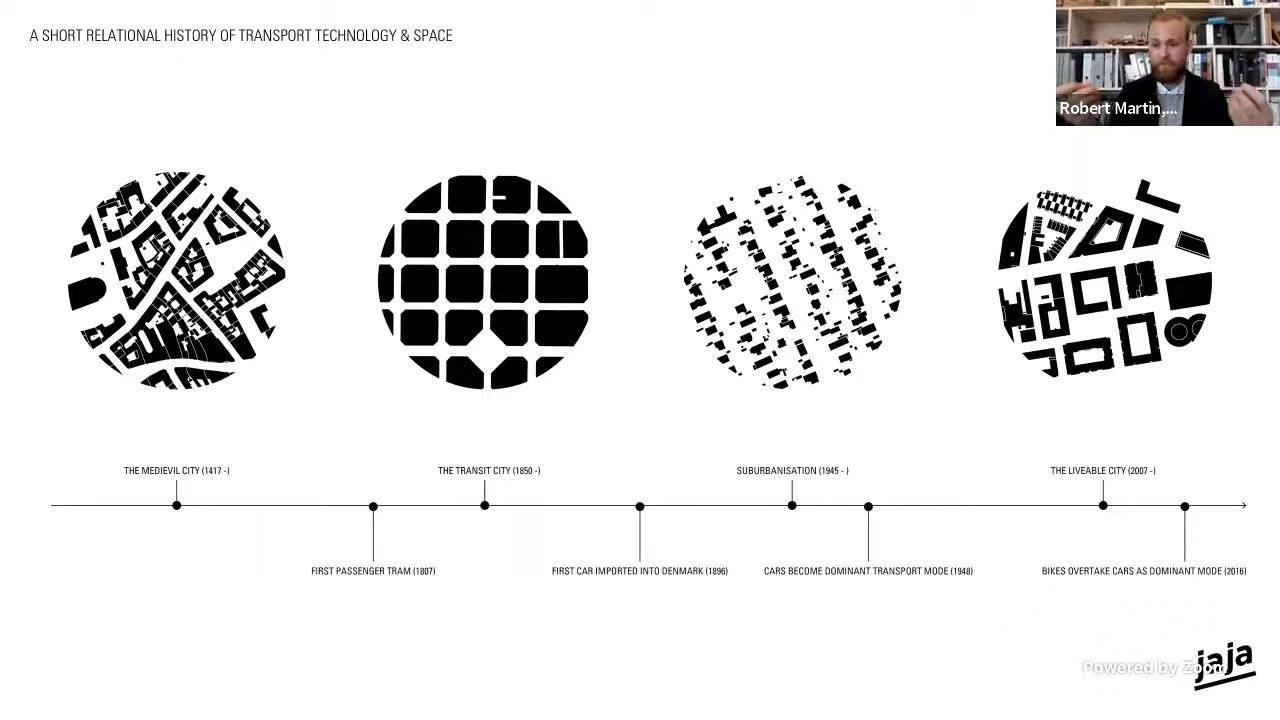 A SHORT RELATIONAL HISTORY OF TRANSPORT TECHNOLOGY & SPACE
Robert Martin,...
THE MEDIEVIL CITY (1417 -)
THE TRANSIT CITY (1850 -)
SUBURBANISATION (1945 - )
THE LIVEABLE CITY (2007 -)
FIRST PASSENGER TRAM (1807)
FIRST CAR IMPORTED INTO DENMARK (1896)
CARS BECOME DOMINANT TRANSPORT MODE (1948)
BIKES OVERTAKE CARS AS DOMINANT MODE (2016)
Powered by Zoom
jaja